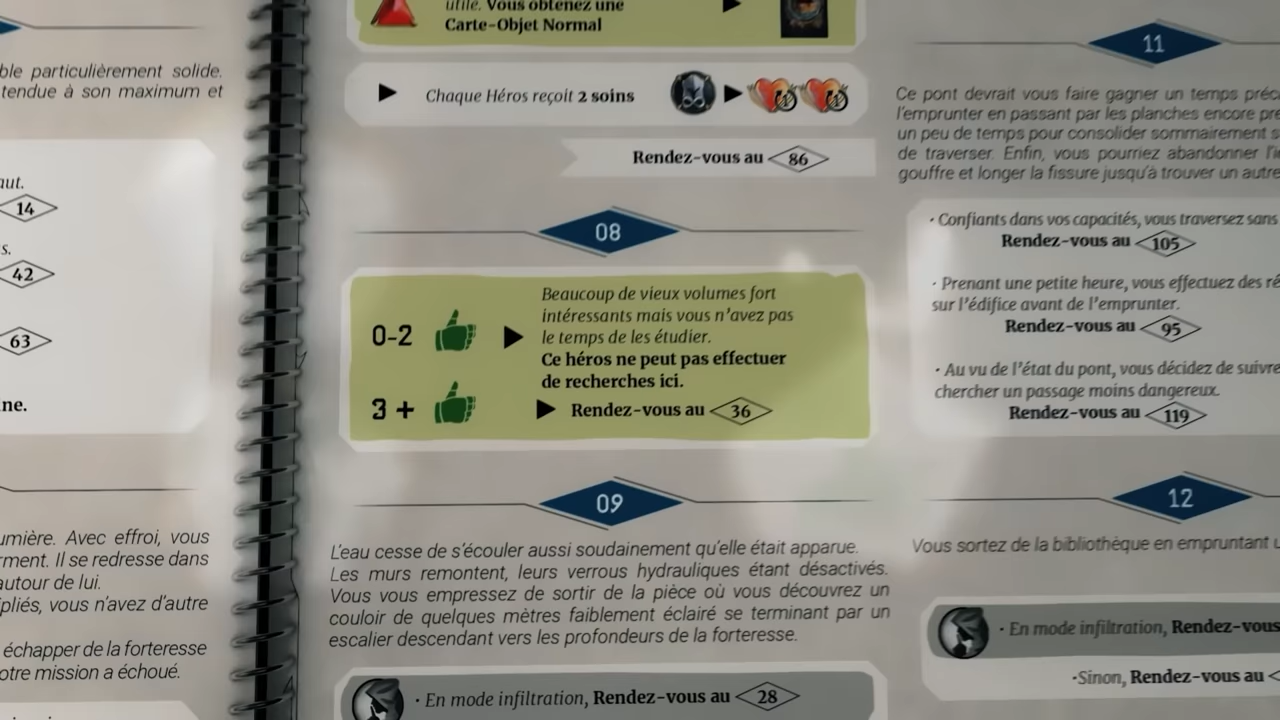 ble particulièrement solide.
tendue à son maximum et
aut.
14
s.
42
63
ne.
umière. Avec effroi, vous
rment. Il se redresse dans
autour de lui.
pliés, vous n'avez d'autre
échapper de la forteresse
otre mission a échoué.
utile. Vous obtenez une
Carte-Objet Normal
Chaque Héros reçoit 2 soins
Rendez-vous au 86
08
0-2
Beaucoup de vieux volumes fort
intéressants mais vous n'avez pas
le temps de les étudier.
Ce héros ne peut pas effectuer
de recherches ici.
3 +
Rendez-vous au 36
09
L'eau cesse de s'écouler aussi soudainement qu'elle était apparue.
Les murs remontent, leurs verrous hydrauliques étant désactivés.
Vous vous empressez de sortir de la pièce où vous découvrez un
couloir de quelques mètres faiblement éclairé se terminant par un
escalier descendant vers les profondeurs de la forteresse.
· En mode infiltration, Rendez-vous au 28
11
Ce pont devrait vous faire gagner un temps préc
l'emprunter en passant par les planches encore pre
un peu de temps pour consolider sommairement s
de traverser. Enfin, vous pourriez abandonner l'i
gouffre et longer la fissure jusqu'à trouver un autre
· Confiants dans vos capacités, vous traversez sans
Rendez-vous au 105
· Prenant une petite heure, vous effectuez des ré
sur l'édifice avant de l'emprunter.
Rendez-vous au 95
· Au vu de l'état du pont, vous décidez de suivre
chercher un passage moins dangereux.
Rendez-vous au 119
12
Vous sortez de la bibliothèque en empruntant u
· En mode infiltration, Rendez-vous
·Sinon, Rendez-vous au